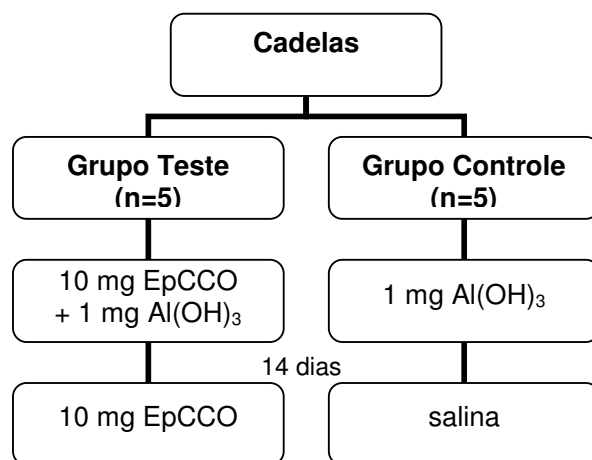 Cadelas
Grupo Teste
(n=5)
Grupo Controle
(n=5)
10 mg EpCCO
+ 1 mg Al(OH)₃
1 mg Al(OH)₃
14 dias
10 mg EpCCO
salina